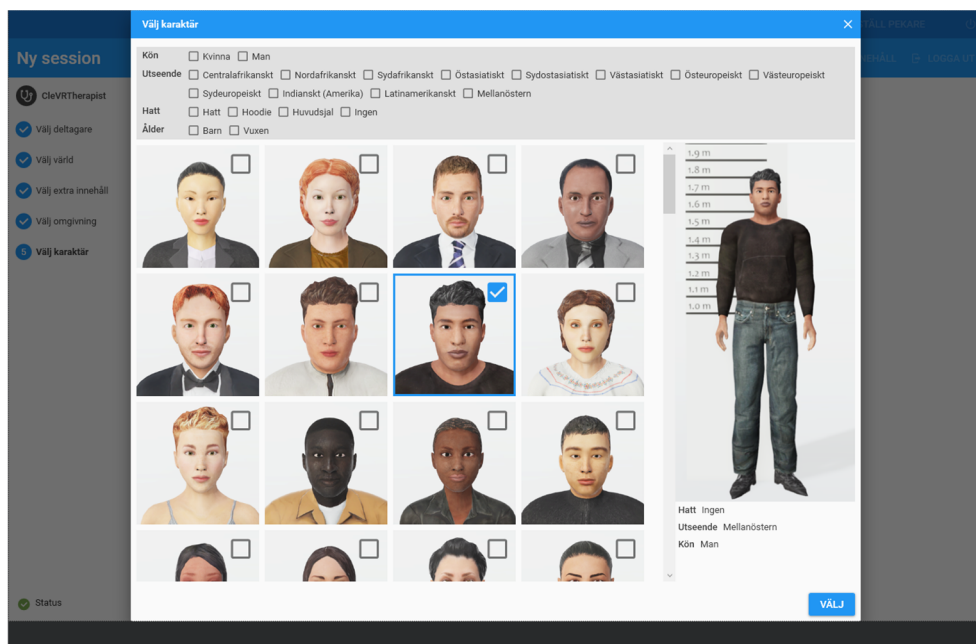 Välj karaktär
TÄLL PEKARE
Ny session
EHÅLL LOGGA UT
CleVRTherapist
Välj deltagare
Välj värld
Välj extra innehåll
Välj omgivning
5 Välj karaktär
Kön Kvinna Man
Utseende Centralafrikanskt Nordafrikanskt Sydafrikanskt Östasiatiskt Sydostasiatiskt Västasiatiskt Östeuropeiskt Västeuropeiskt
Sydeuropeiskt Indianskt (Amerika) Latinamerikanskt Mellanöstern
Hatt Hatt Hoodie Huvudsjal Ingen
Ålder Barn Vuxen
1.9 m
1.8 m
1.7 m
1.6 m
1.5 m
1.4 m
1.3 m
1.2 m
1.1 m
1.0 m
Hatt Ingen
Utseende Mellanöstern
Kön Man
Status
VÄLJ